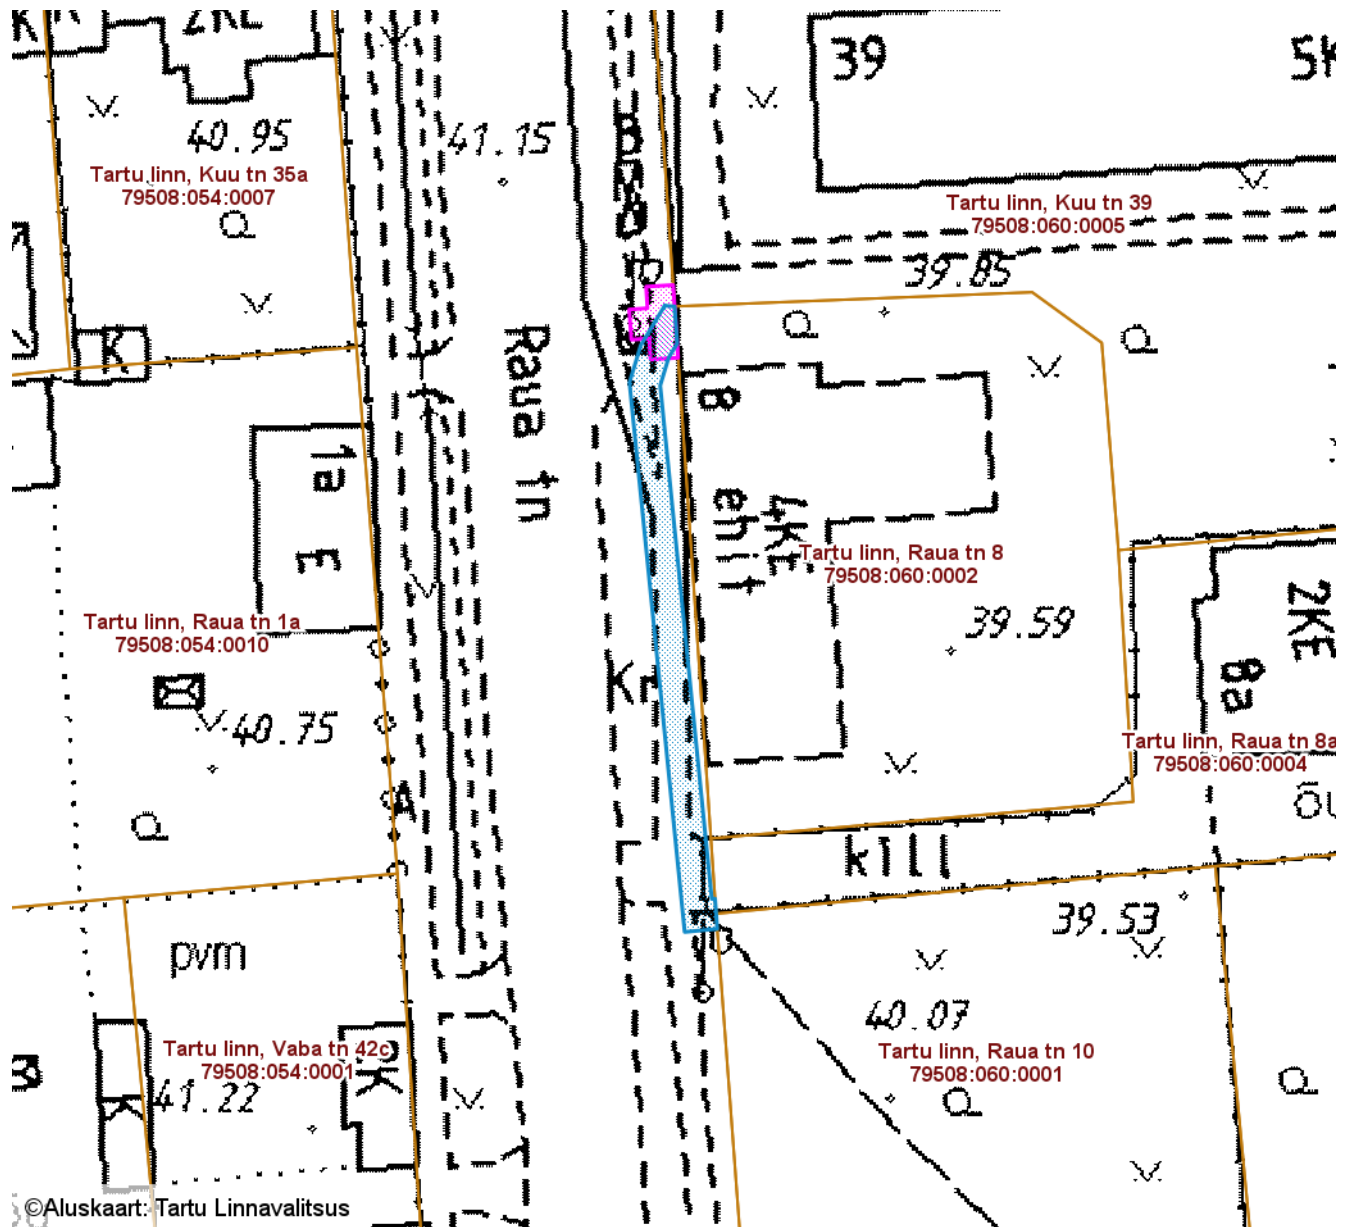 K
2KE
39
5K
40.95
41.15
Tartu linn, Kuu tn 35a
79508:054:0007
Tartu linn, Kuu tn 39
79508:060:0005
39.85
K
Raua tn
8
1a E
4KE
ehit
Tartu linn, Raua tn 8
79508:060:0002
39.59
2KE
8a
Tartu linn, Raua tn 1a
79508:054:0010
40.75
Tartu linn, Raua tn 8a
79508:060:0004
kill
39.53
pvm
40.07
Tartu linn, Vaba tn 42c
79508:054:0001
41.22
K
Tartu linn, Raua tn 10
79508:060:0001
©Aluskaart: Tartu Linnavalitsus